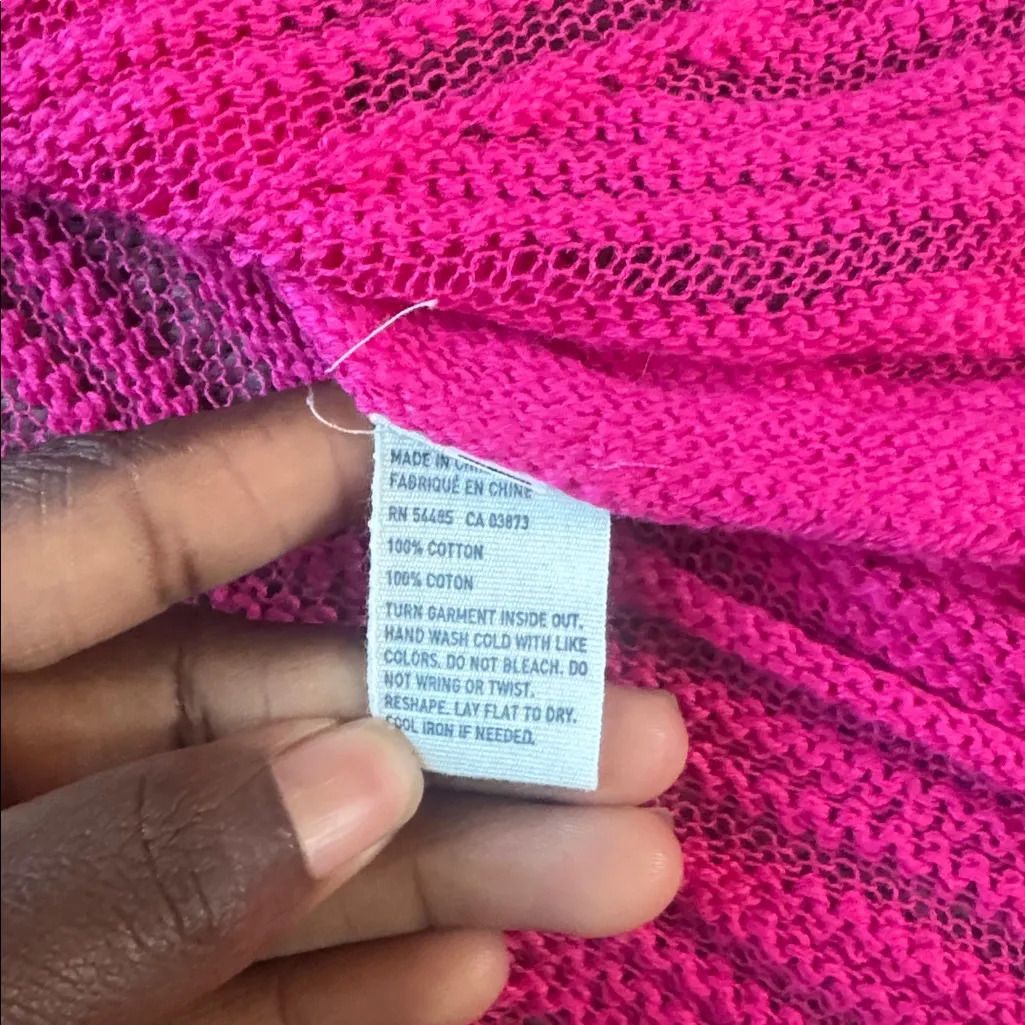 MADE IN
FABRIQUÉ EN CHINE
RN 54485 CA 03873
100% COTTON
100% COTON
TURN GARMENT INSIDE OUT.
HAND WASH COLD WITH LIKE
COLORS. DO NOT BLEACH. DO
NOT WRING OR TWIST.
RESHAPE. LAY FLAT TO DRY.
COOL IRON IF NEEDED.